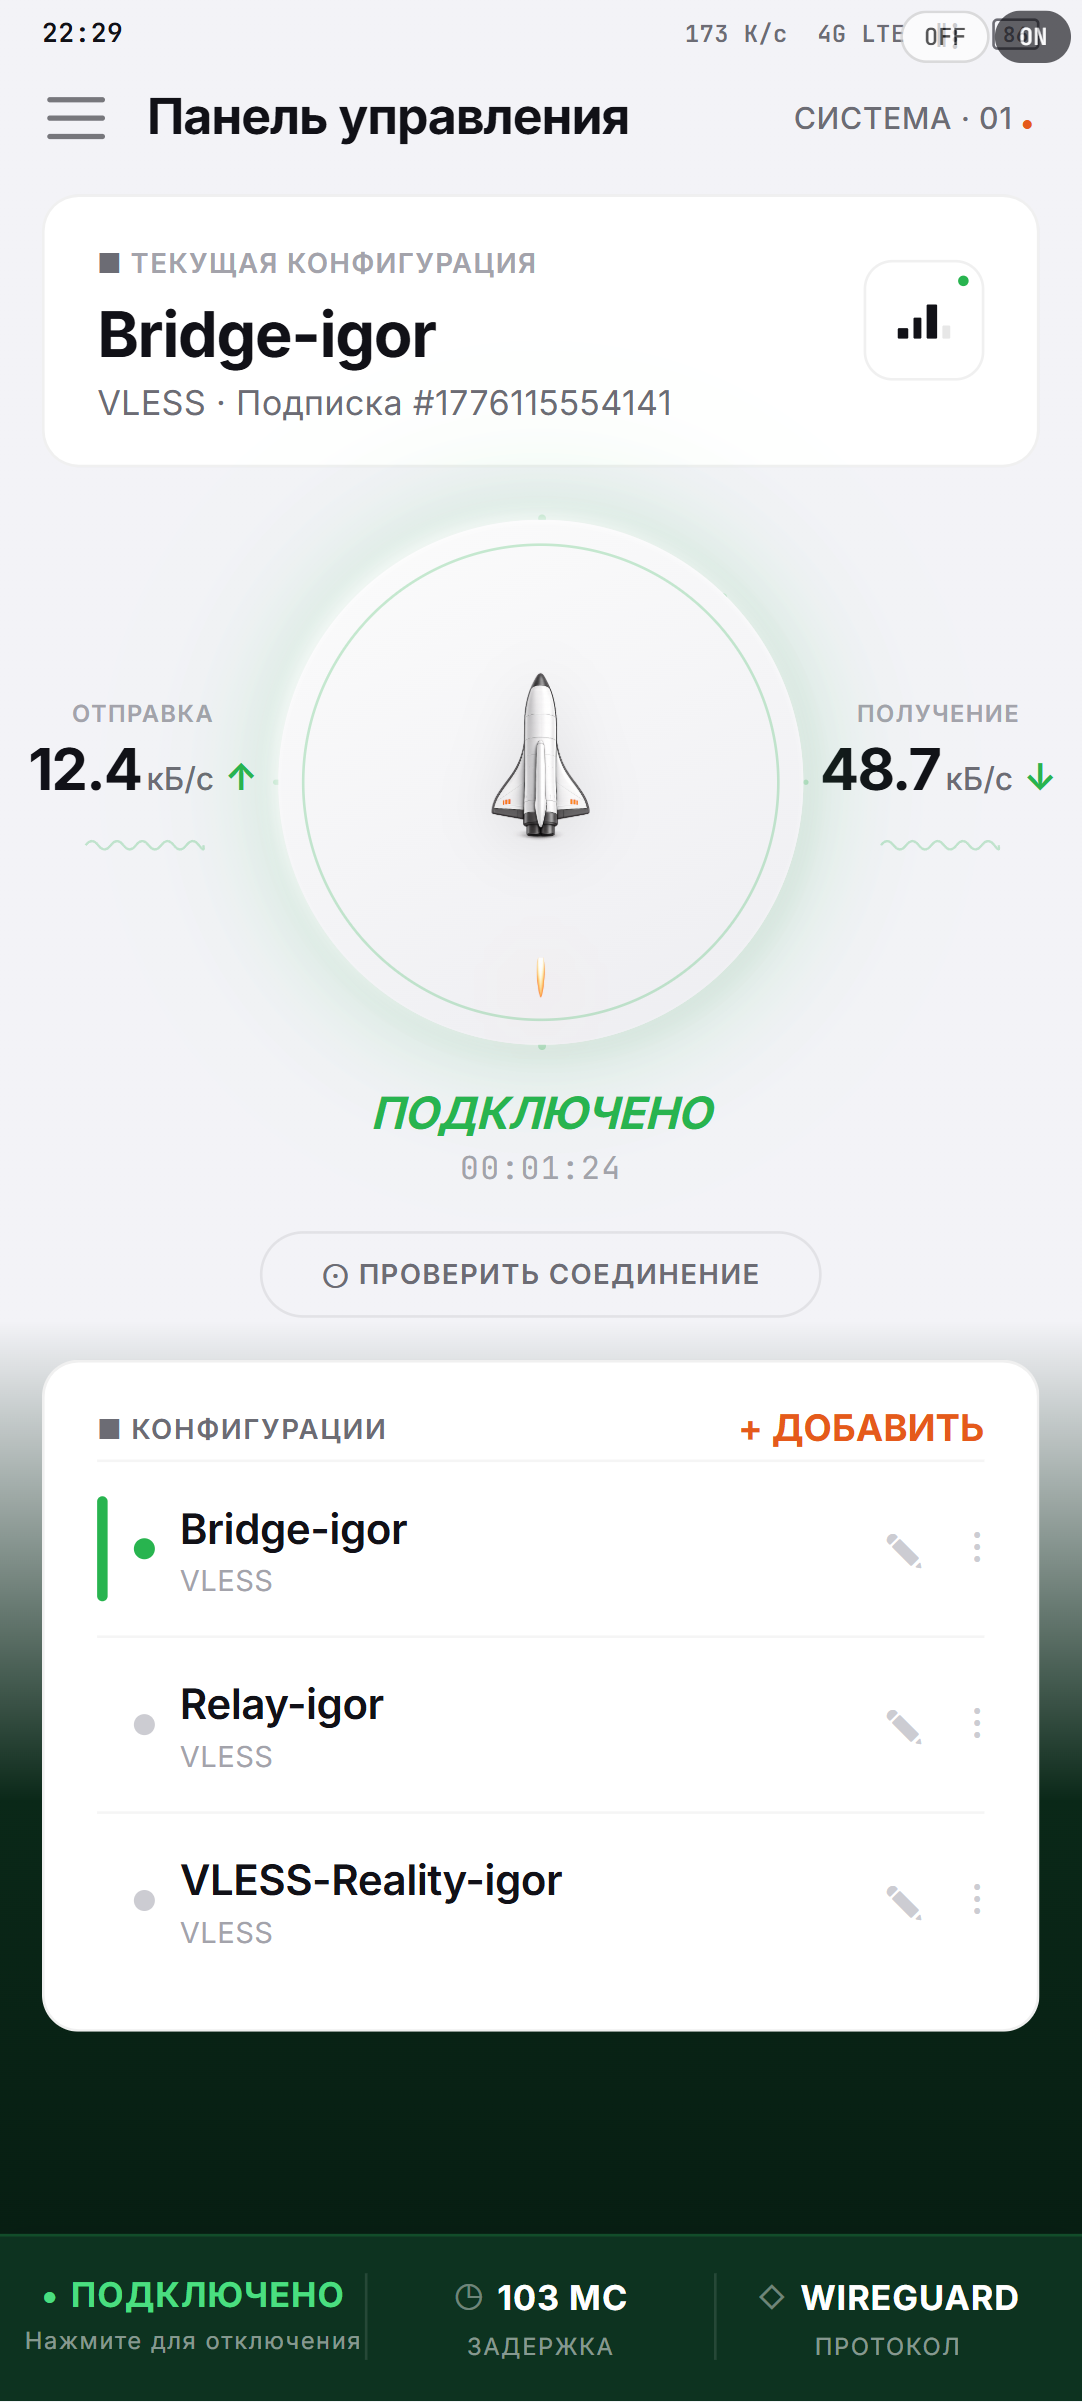 22:29
173 K/c 4G LTE OFF ON
Панель управления
СИСТЕМА · 01
ТЕКУЩАЯ КОНФИГУРАЦИЯ
Bridge-igor
VLESS · Подписка #1776115554141
ОТПРАВКА
12.4 кБ/с ↑
ПОЛУЧЕНИЕ
48.7 кБ/с ↓
ПОДКЛЮЧЕНО
00:01:24
ПРОВЕРИТЬ СОЕДИНЕНИЕ
КОНФИГУРАЦИИ
+ ДОБАВИТЬ
Bridge-igor
VLESS
Relay-igor
VLESS
VLESS-Reality-igor
VLESS
• ПОДКЛЮЧЕНО
Нажмите для отключения
103 МС
ЗАДЕРЖКА
WIREGUARD
ПРОТОКОЛ